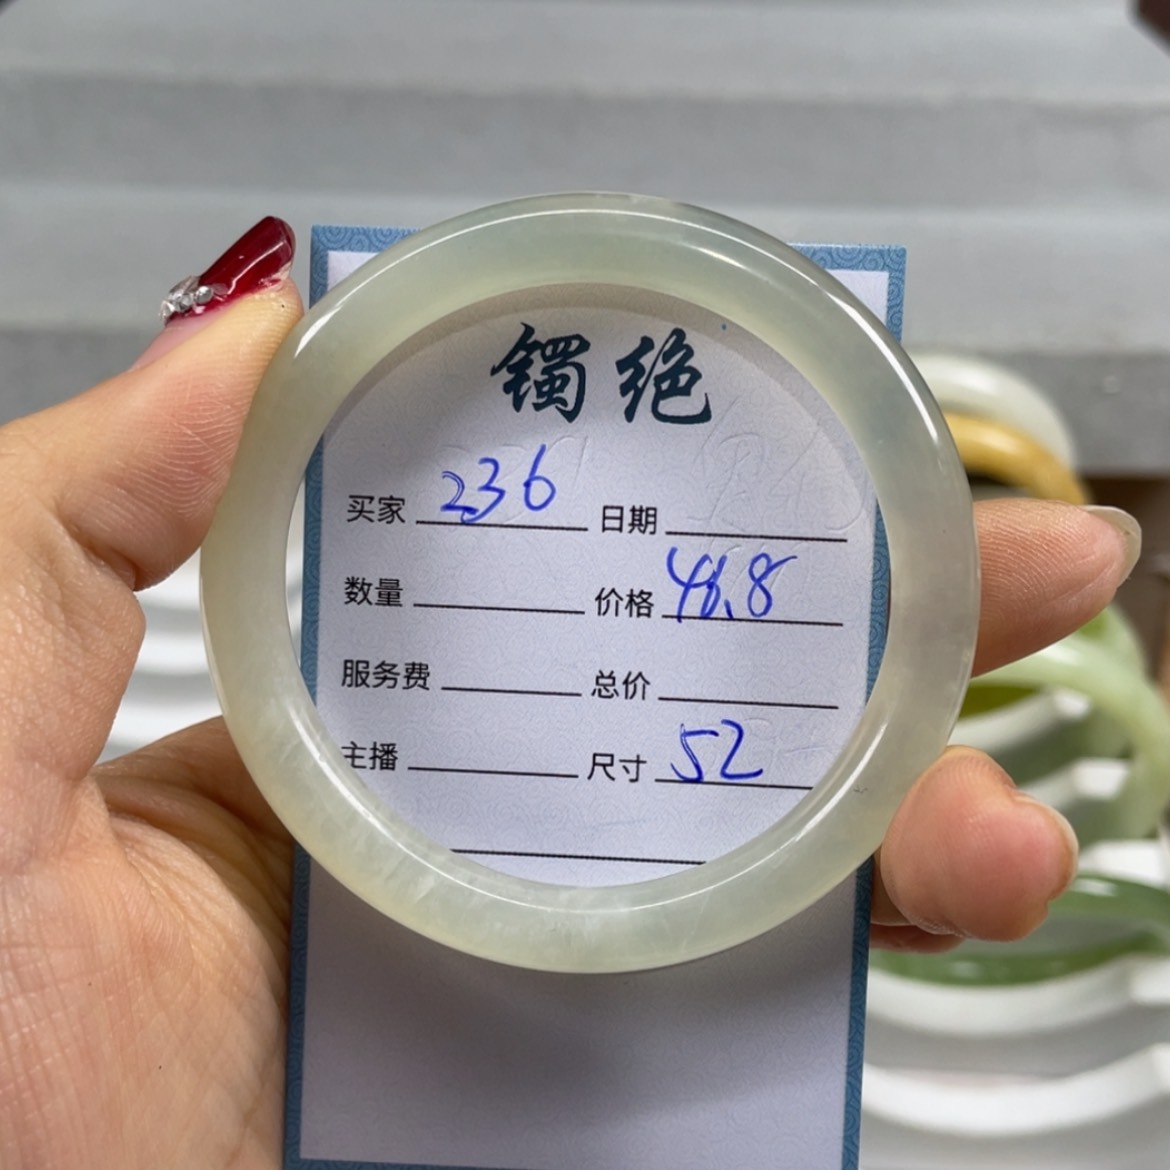 镯绝
买家 236 日期
数量 价格 48.8
服务费 总价
主播 尺寸 52